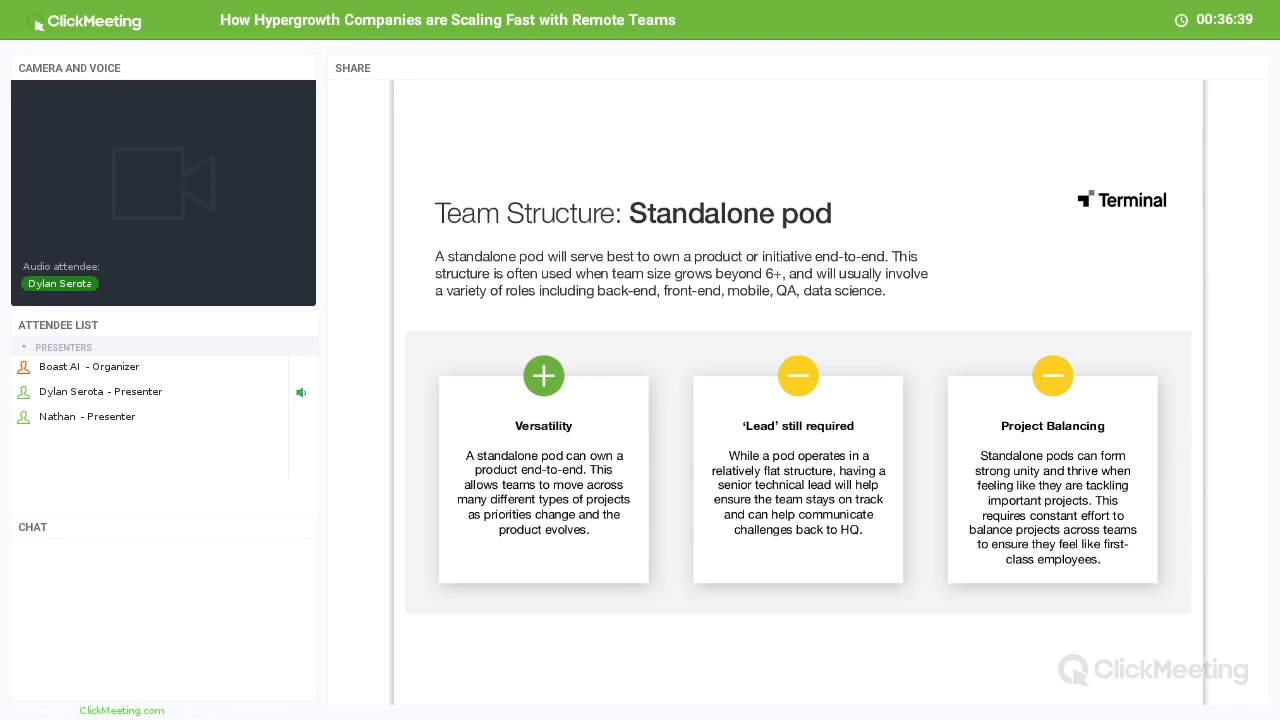 ClickMeeting
How Hypergrowth Companies are Scaling Fast with Remote Teams
00:36:39
CAMERA AND VOICE
Audio attendee:
Dylan Serota
ATTENDEE LIST
PRESENTERS
Boast AI - Organizer
Dylan Serota - Presenter
Nathan - Presenter
CHAT
ClickMeeting.com
SHARE
Terminal
Team Structure: Standalone pod
A standalone pod will serve best to own a product or initiative end-to-end. This
structure is often used when team size grows beyond 6+, and will usually involve
a variety of roles including back-end, front-end, mobile, QA, data science.
Versatility
A standalone pod can own a
product end-to-end. This
allows teams to move across
many different types of projects
as priorities change and the
product evolves.
‘Lead’ still required
While a pod operates in a
relatively flat structure, having a
senior technical lead will help
ensure the team stays on track
and can help communicate
challenges back to HQ.
Project Balancing
Standalone pods can form
strong unity and thrive when
feeling like they are tackling
important projects. This
requires constant effort to
balance projects across teams
to ensure they feel like first-
class employees.
ClickMeeting